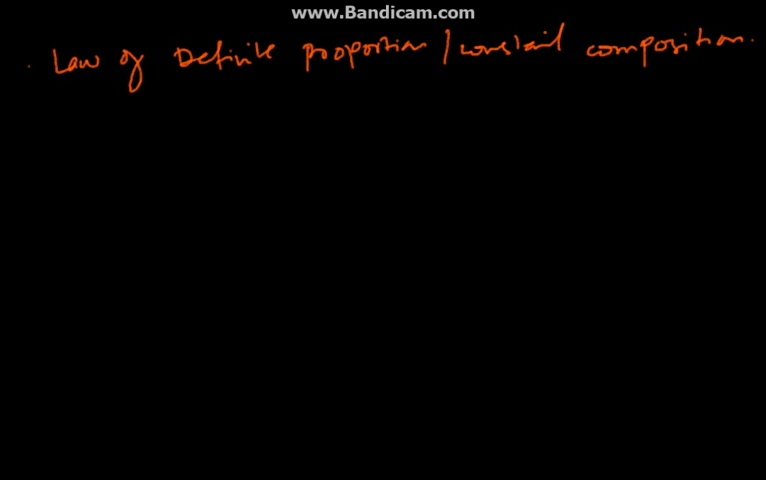 www.Bandicam.com
Law of Definite proportion / constant composition.